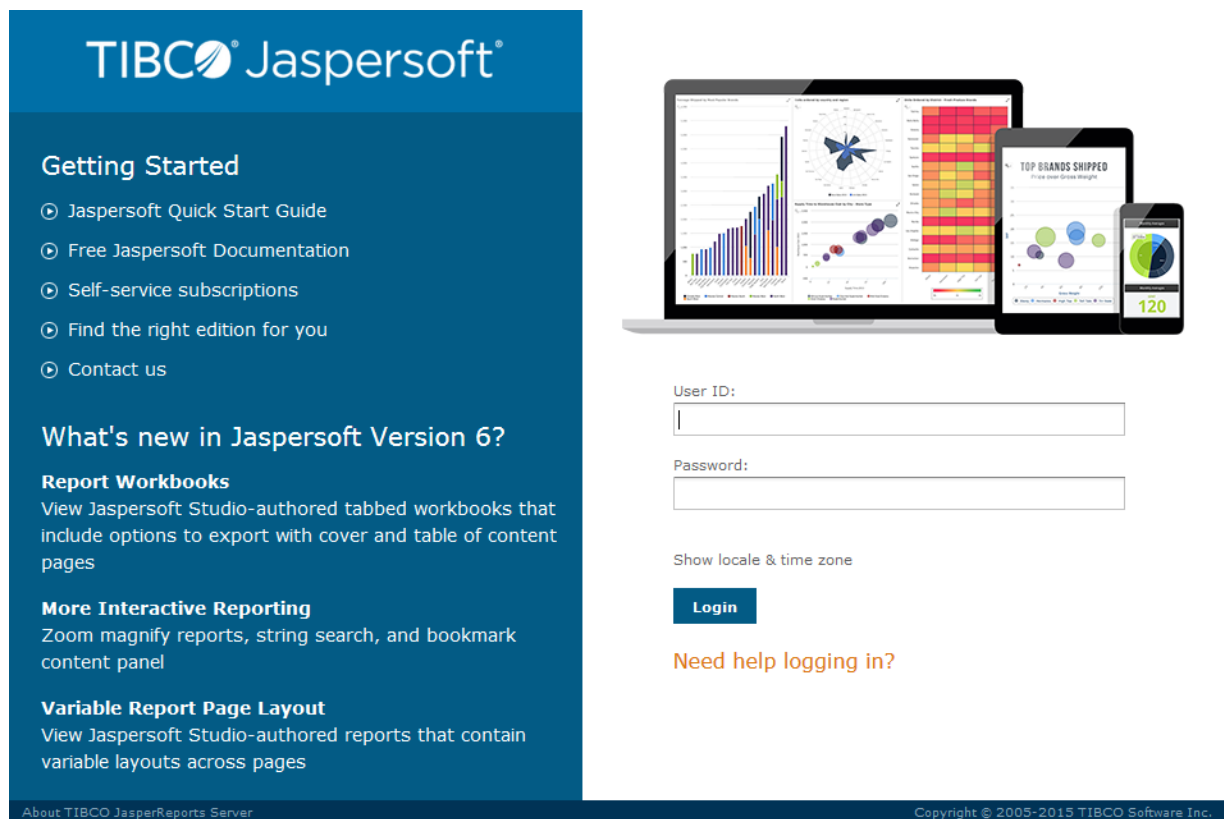 TIBCO® Jaspersoft®
Getting Started
Jaspersoft Quick Start Guide
Free Jaspersoft Documentation
Self-service subscriptions
Find the right edition for you
Contact us
What's new in Jaspersoft Version 6?
Report Workbooks
View Jaspersoft Studio-authored tabbed workbooks that
include options to export with cover and table of content
pages
More Interactive Reporting
Zoom magnify reports, string search, and bookmark
content panel
Variable Report Page Layout
View Jaspersoft Studio-authored reports that contain
variable layouts across pages
TOP BRANDS SHIPPED
Price over Gross Weight
120
User ID:
Password:
Show locale & time zone
Login
Need help logging in?
About TIBCO JasperReports Server
Copyright © 2005-2015 TIBCO Software Inc.